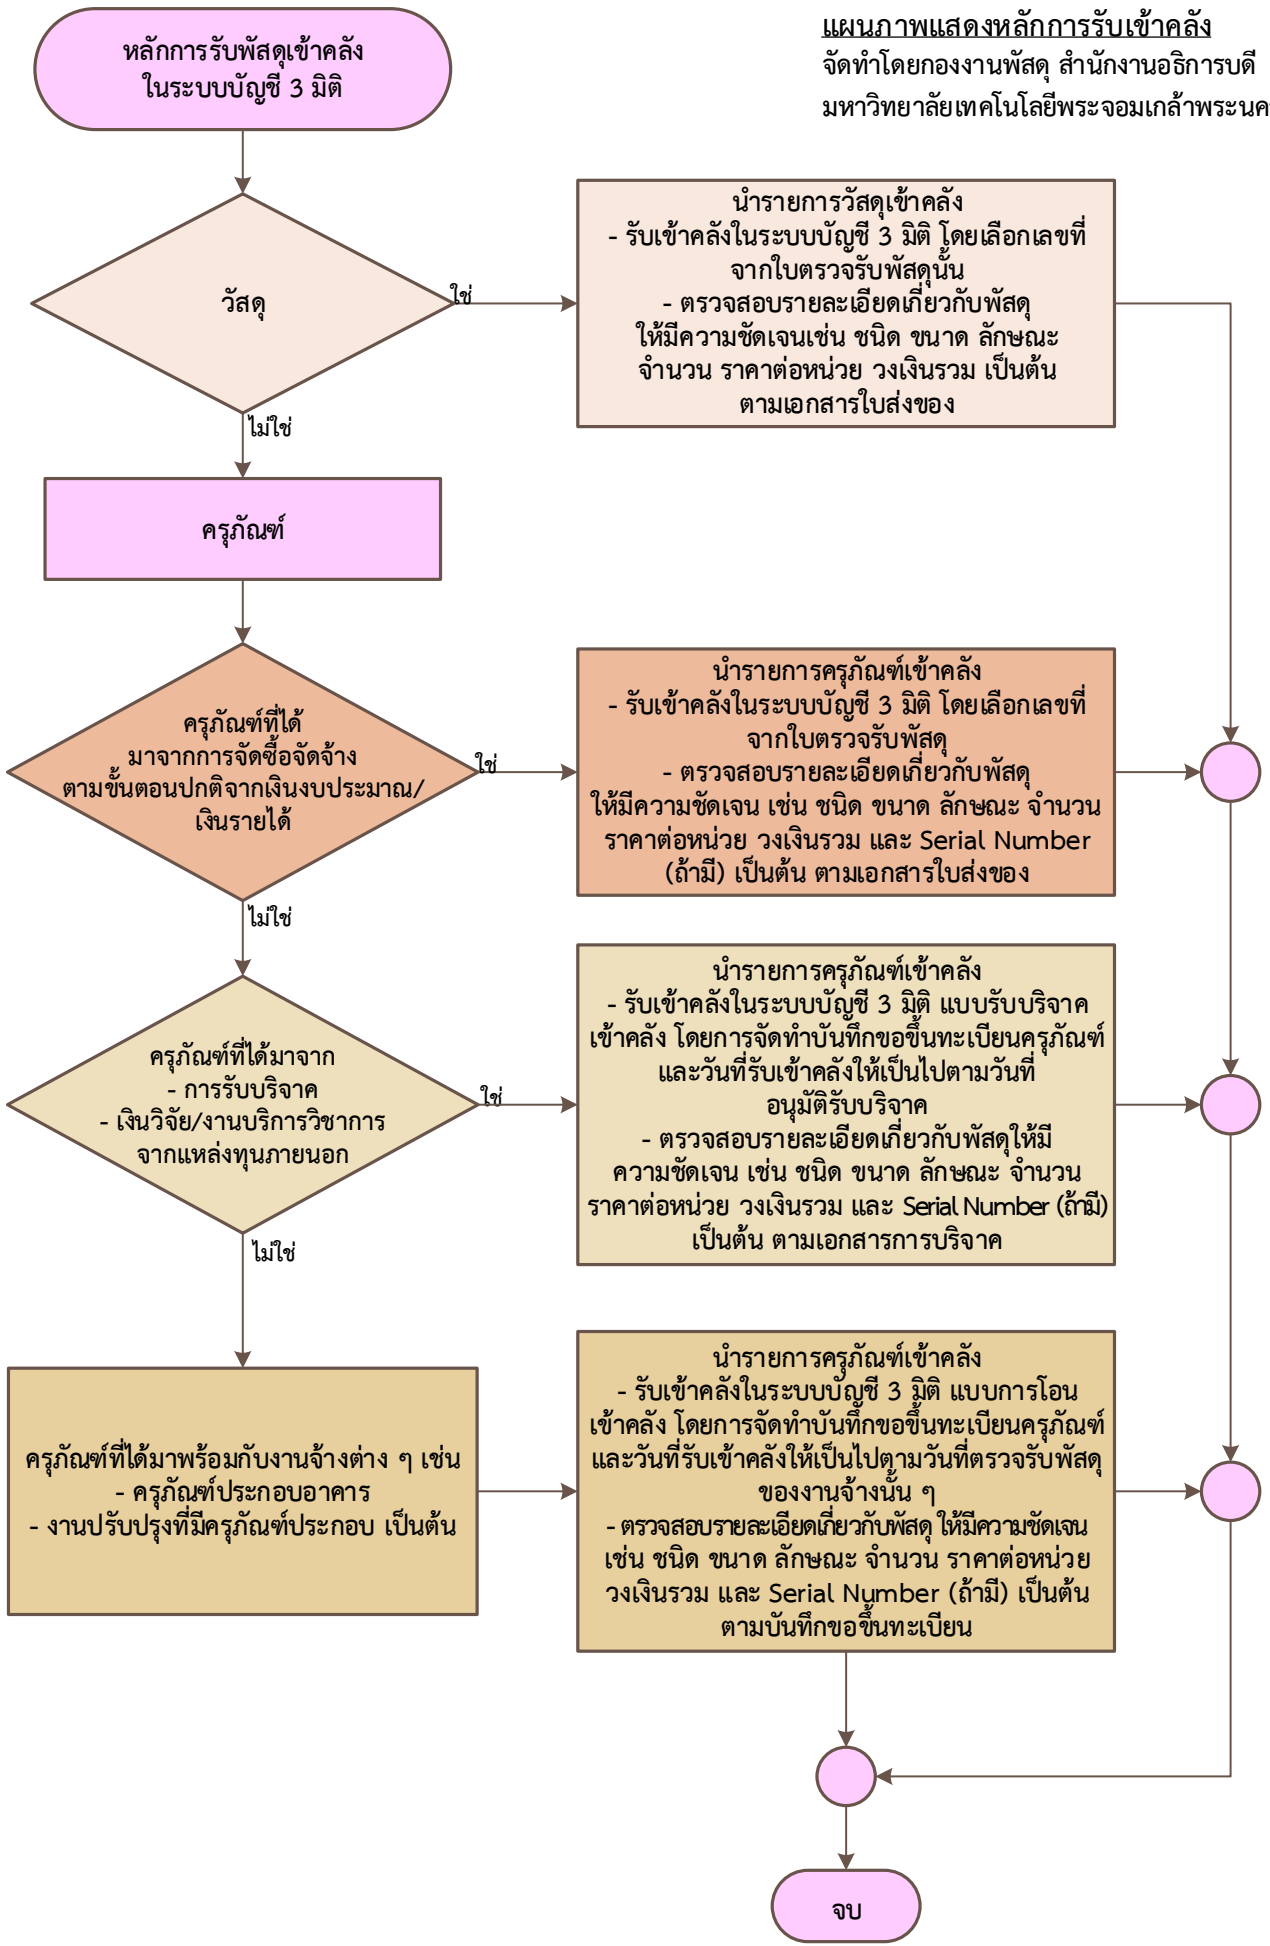 แผนภาพแสดงหลักการรับเข้าคลัง
จัดทำโดยกองงานพัสดุ สำนักงานอธิการบดี
มหาวิทยาลัยเทคโนโลยีพระจอมเกล้าพระนค
หลักการรับพัสดุเข้าคลัง
ในระบบบัญชี 3 มิติ
วัสดุ
ใช่
นำรายการวัสดุเข้าคลัง
- รับเข้าคลังในระบบบัญชี 3 มิติ โดยเลือกเลขที่
จากใบตรวจรับพัสดุนั้น
- ตรวจสอบรายละเอียดเกี่ยวกับพัสดุ
ให้มีความชัดเจนเช่น ชนิด ขนาด ลักษณะ
จำนวน ราคาต่อหน่วย วงเงินรวม เป็นต้น
ตามเอกสารใบส่งของ
ไม่ใช่
ครุภัณฑ์
ครุภัณฑ์ที่ได้
มาจากการจัดซื้อจัดจ้าง
ตามขั้นตอนปกติจากเงินงบประมาณ/
เงินรายได้
ใช่
นำรายการครุภัณฑ์เข้าคลัง
- รับเข้าคลังในระบบบัญชี 3 มิติ โดยเลือกเลขที่
จากใบตรวจรับพัสดุ
- ตรวจสอบรายละเอียดเกี่ยวกับพัสดุ
ให้มีความชัดเจน เช่น ชนิด ขนาด ลักษณะ จำนวน
ราคาต่อหน่วย วงเงินรวม และ Serial Number
(ถ้ามี) เป็นต้น ตามเอกสารใบส่งของ
ไม่ใช่
ครุภัณฑ์ที่ได้มาจาก
- การรับบริจาค
- เงินวิจัย/งานบริการวิชาการ
จากแหล่งทุนภายนอก
ใช่
นำรายการครุภัณฑ์เข้าคลัง
- รับเข้าคลังในระบบบัญชี 3 มิติ แบบรับบริจาค
เข้าคลัง โดยการจัดทำบันทึกขอขึ้นทะเบียนครุภัณฑ์
และวันที่รับเข้าคลังให้เป็นไปตามวันที่
อนุมัติรับบริจาค
- ตรวจสอบรายละเอียดเกี่ยวกับพัสดุให้มี
ความชัดเจน เช่น ชนิด ขนาด ลักษณะ จำนวน
ราคาต่อหน่วย วงเงินรวม และ Serial Number (ถ้ามี)
เป็นต้น ตามเอกสารการบริจาค
ไม่ใช่
ครุภัณฑ์ที่ได้มาพร้อมกับงานจ้างต่าง ๆ เช่น
- ครุภัณฑ์ประกอบอาคาร
- งานปรับปรุงที่มีครุภัณฑ์ประกอบ เป็นต้น
นำรายการครุภัณฑ์เข้าคลัง
- รับเข้าคลังในระบบบัญชี 3 มิติ แบบการโอน
เข้าคลัง โดยการจัดทำบันทึกขอขึ้นทะเบียนครุภัณฑ์
และวันที่รับเข้าคลังให้เป็นไปตามวันที่ตรวจรับพัสดุ
ของงานจ้างนั้น ๆ
- ตรวจสอบรายละเอียดเกี่ยวกับพัสดุ ให้มีความชัดเจน
เช่น ชนิด ขนาด ลักษณะ จำนวน ราคาต่อหน่วย
วงเงินรวม และ Serial Number (ถ้ามี) เป็นต้น
ตามบันทึกขอขึ้นทะเบียน
จบ